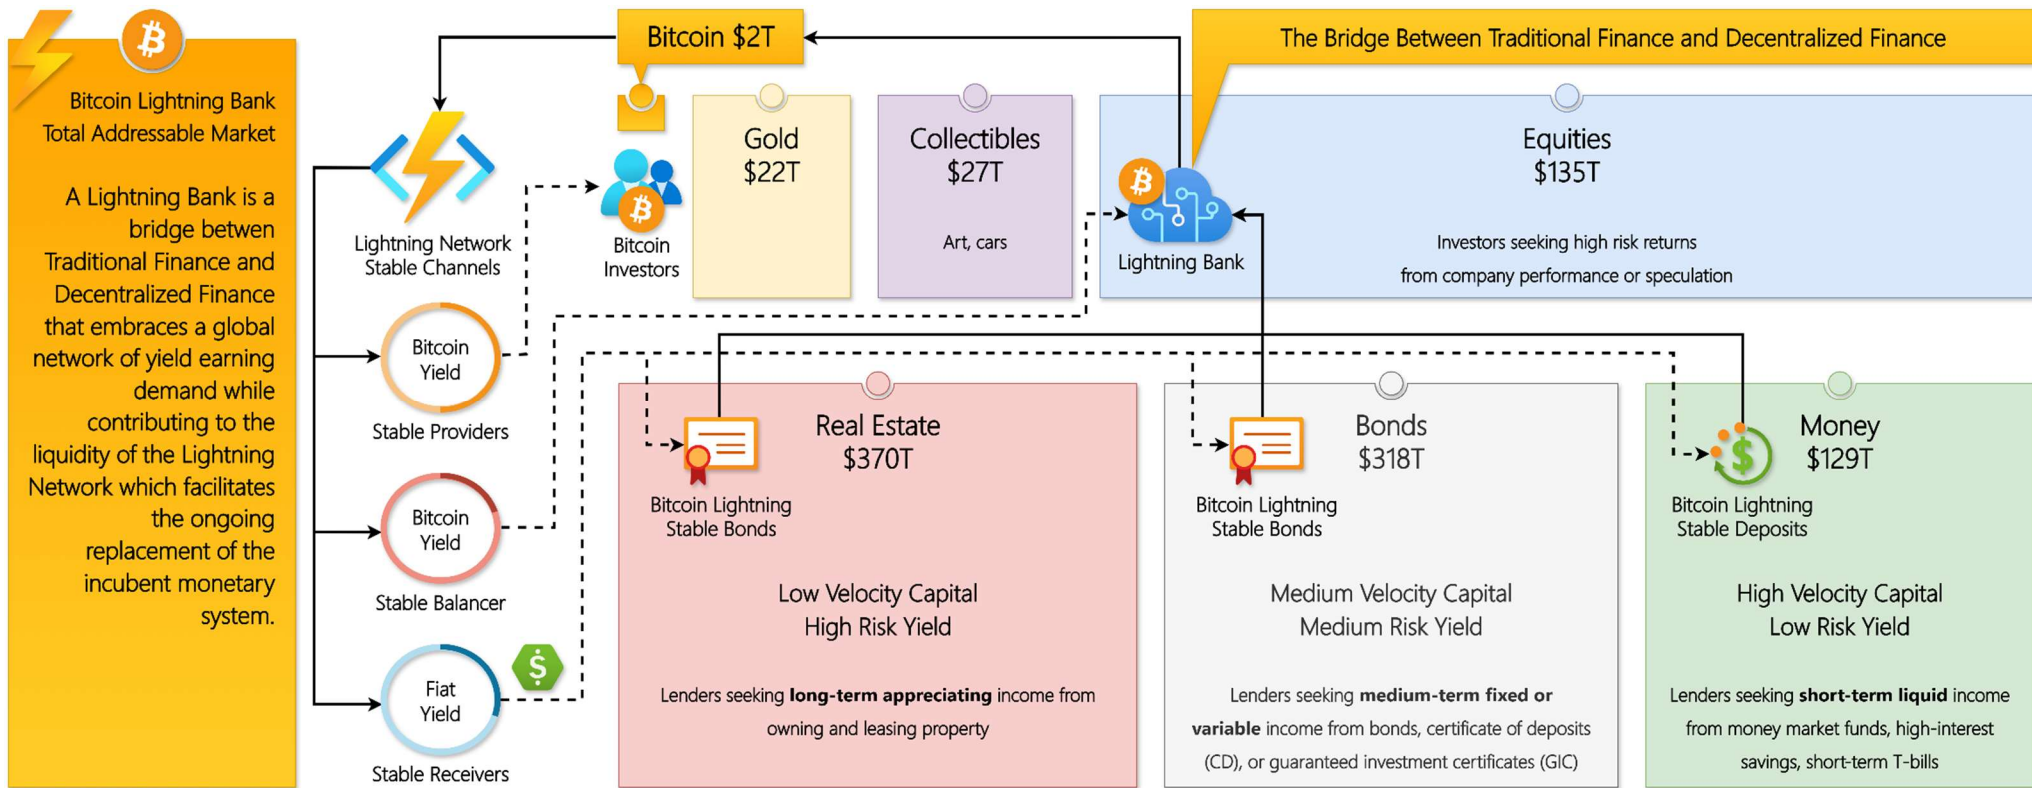 Bitcoin Lightning Bank
Total Addressable Market
A Lightning Bank is a
bridge betwen
Traditional Finance and
Decentralized Finance
that embraces a global
network of yield earning
demand while
contributing to the
liquidity of the Lightning
Network which facilitates
the ongoing
replacement of the
incubent monetary
system.
Bitcoin $2T
The Bridge Between Traditional Finance and Decentralized Finance
Lightning Network
Stable Channels
Bitcoin
Investors
Gold
$22T
Collectibles
$27T
Art, cars
Lightning Bank
Equities
$135T
Investors seeking high risk returns
from company performance or speculation
Bitcoin
Yield
Stable Providers
Bitcoin
Yield
Stable Balancer
Fiat
Yield
Stable Receivers
Real Estate
$370T
Bitcoin Lightning
Stable Bonds
Low Velocity Capital
High Risk Yield
Lenders seeking long-term appreciating income from
owning and leasing property
Bonds
$318T
Bitcoin Lightning
Stable Bonds
Medium Velocity Capital
Medium Risk Yield
Lenders seeking medium-term fixed or
variable income from bonds, certificate of deposits
(CD), or guaranteed investment certificates (GIC)
Money
$129T
Bitcoin Lightning
Stable Deposits
High Velocity Capital
Low Risk Yield
Lenders seeking short-term liquid income
from money market funds, high-interest
savings, short-term T-bills